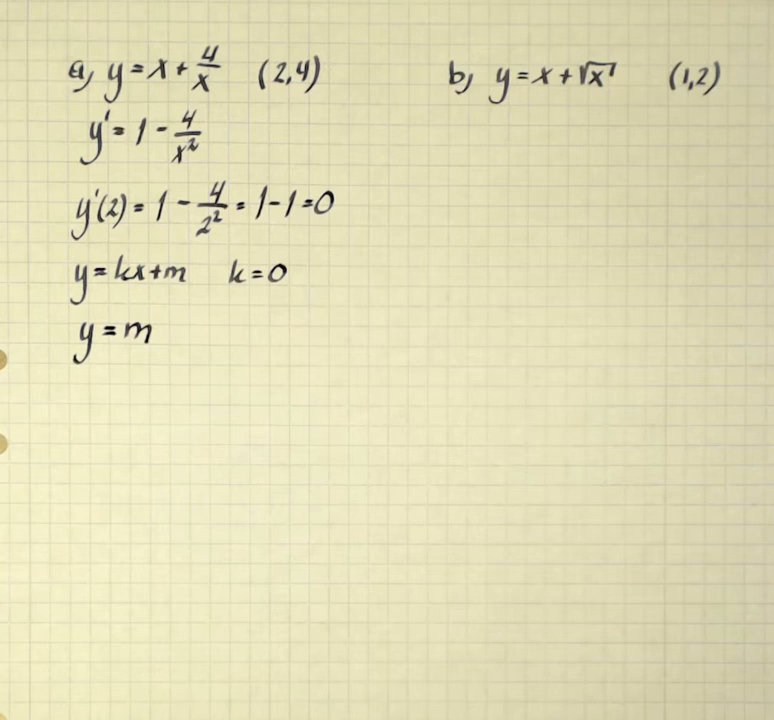 a) y = x + 4/x (2,4)
y' = 1 - 4/x²
y'(2) = 1 - 4/2² = 1 - 1 = 0
y = kx + m k = 0
y = m
b) y = x + √x (1,2)